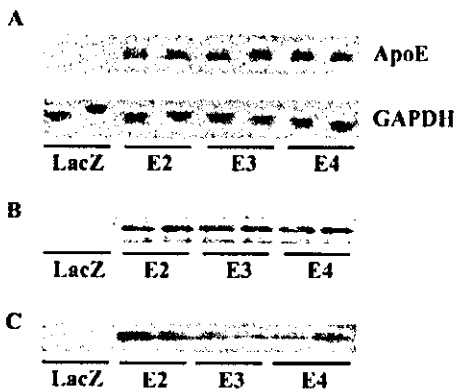 A
ApoE
GAPDH
LacZ E2 E3 E4
B
LacZ E2 E3 E4
C
LacZ E2 E3 E4